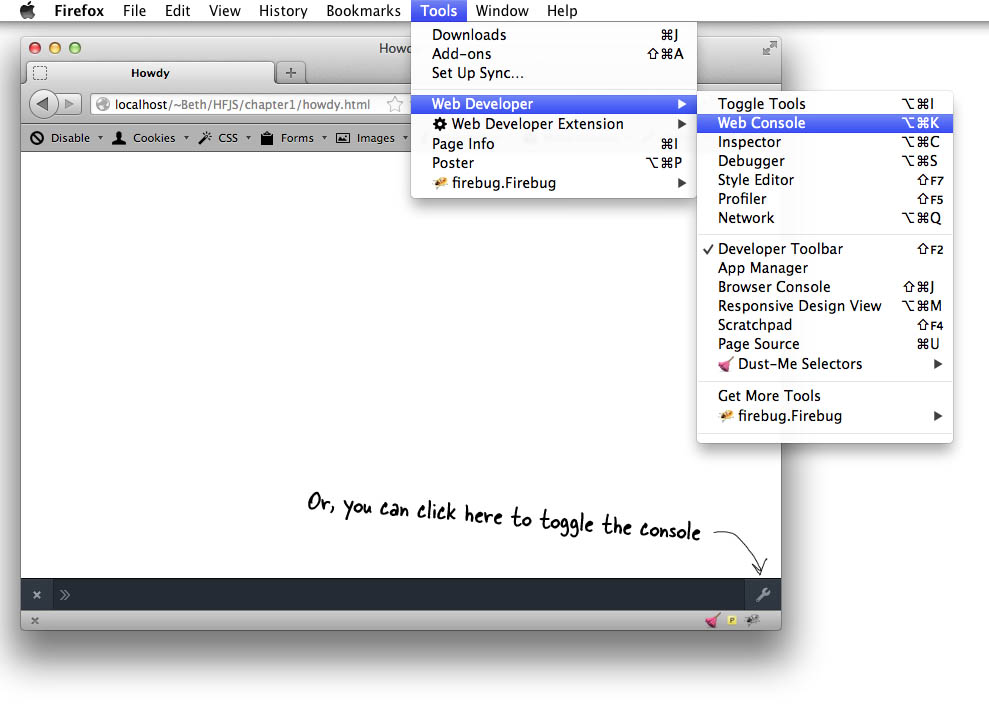 Firefox File Edit View History Bookmarks Tools Window Help
Howd
Howdy
localhost/~Beth/HFJS/chapter1/howdy.html
Disable Cookies CSS Forms Images
Downloads ⌘J
Add-ons ⇧⌘A
Set Up Sync...
Web Developer
Web Developer Extension
Page Info ⌘I
Poster ⌥⌘P
firebug.Firebug
Toggle Tools ⌥⌘I
Web Console ⌥⌘K
Inspector ⌥⌘C
Debugger ⌥⌘S
Style Editor ⇧F7
Profiler ⇧F5
Network ⌥⌘Q
Developer Toolbar ⇧F2
App Manager
Browser Console ⇧⌘J
Responsive Design View ⌥⌘M
Scratchpad ⇧F4
Page Source ⌘U
Dust-Me Selectors
Get More Tools
firebug.Firebug
Or, you can click here to toggle the console
P